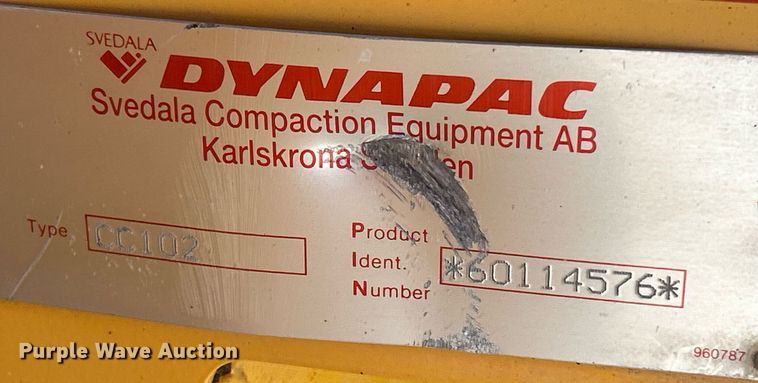 SVEDALA
DYNAPAC
Svedala Compaction Equipment AB
Karlskrona
Type CC102
Product
Ident.
Number
*60114576*
960787
Purple Wave Auction